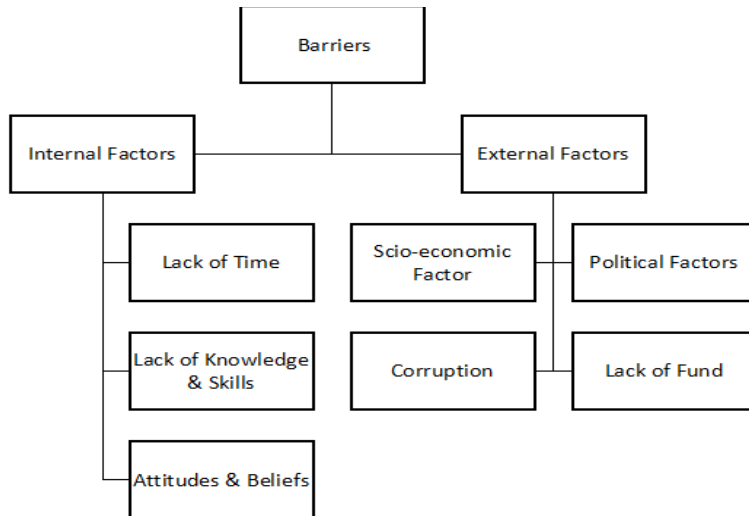 Barriers
Internal Factors
External Factors
Lack of Time
Scio-economic
Factor
Political Factors
Lack of Knowledge
& Skills
Corruption
Lack of Fund
Attitudes & Beliefs